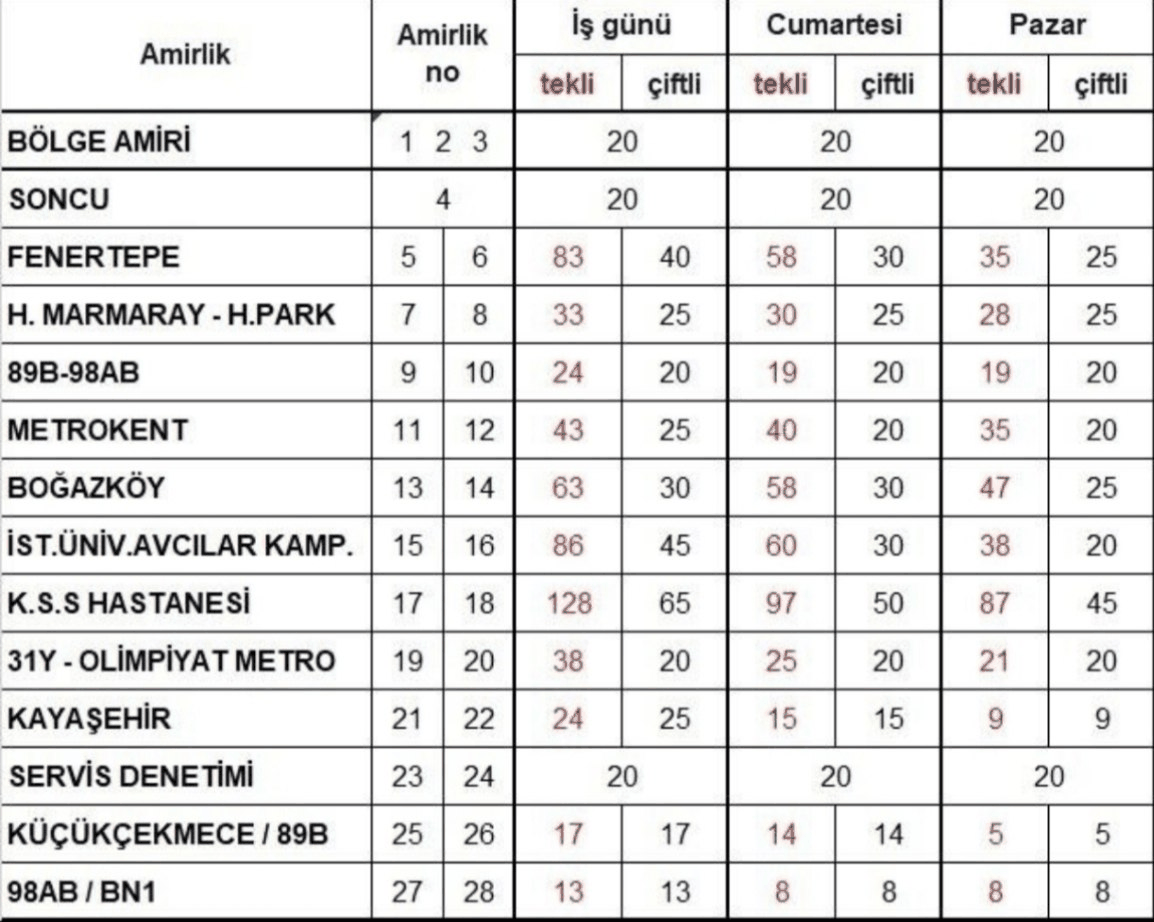 Amirlik Amirlik no İş günü Cumartesi Pazar
tekli çiftli tekli çiftli tekli çiftli
BÖLGE AMİRİ 1 2 3 20 20 20
SONCU 4 20 20 20
FENERTEPE 5 6 83 40 58 30 35 25
H. MARMARAY - H.PARK 7 8 33 25 30 25 28 25
89B-98AB 9 10 24 20 19 20 19 20
METROKENT 11 12 43 25 40 20 35 20
BOĞAZKÖY 13 14 63 30 58 30 47 25
İST.ÜNİV.AVCILAR KAMP. 15 16 86 45 60 30 38 20
K.S.S HASTANESİ 17 18 128 65 97 50 87 45
31Y - OLİMPİYAT METRO 19 20 38 20 25 20 21 20
KAYAŞEHİR 21 22 24 25 15 15 9 9
SERVİS DENETİMİ 23 24 20 20 20
KÜÇÜKÇEKMECE / 89B 25 26 17 17 14 14 5 5
98AB / BN1 27 28 13 13 8 8 8 8